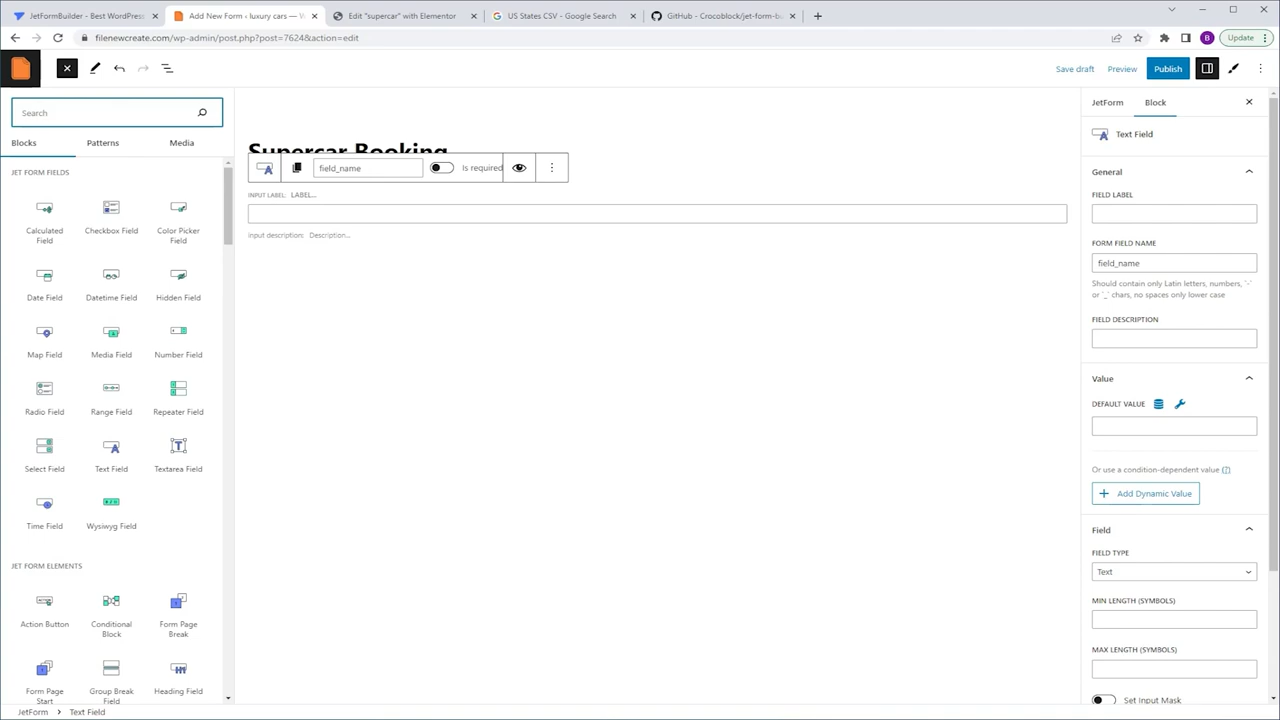 JetFormBuilder - Best WordPress
Add New Form ‹ luxury cars — W
Edit "supercar" with Elementor
US States CSV - Google Search
GitHub - Crocoblock/jet-form-bu
filenewcreate.com/wp-admin/post.php?post=7624&action=edit
B
Update
Save draft
Preview
Publish
Search
Blocks
Patterns
Media
JET FORM FIELDS
Calculated
Field
Checkbox Field
Color Picker
Field
Date Field
Datetime Field
Hidden Field
Map Field
Media Field
Number Field
Radio Field
Range Field
Repeater Field
Select Field
Text Field
Textarea Field
Time Field
Wysiwyg Field
JET FORM ELEMENTS
Action Button
Conditional
Block
Form Page
Break
Form Page
Start
Group Break
Field
Heading Field
Supercar Booking
field_name
Is required
INPUT LABEL:
LABEL...
input description:
Description...
JetForm
Block
Text Field
General
FIELD LABEL
FORM FIELD NAME
field_name
Should contain only Latin letters, numbers, `-`
or `_` chars, no spaces only lower case
FIELD DESCRIPTION
Value
DEFAULT VALUE
Or use a condition-dependent value (?)
Add Dynamic Value
Field
FIELD TYPE
Text
MIN LENGTH (SYMBOLS)
MAX LENGTH (SYMBOLS)
Set Input Mask
JetForm
Text Field